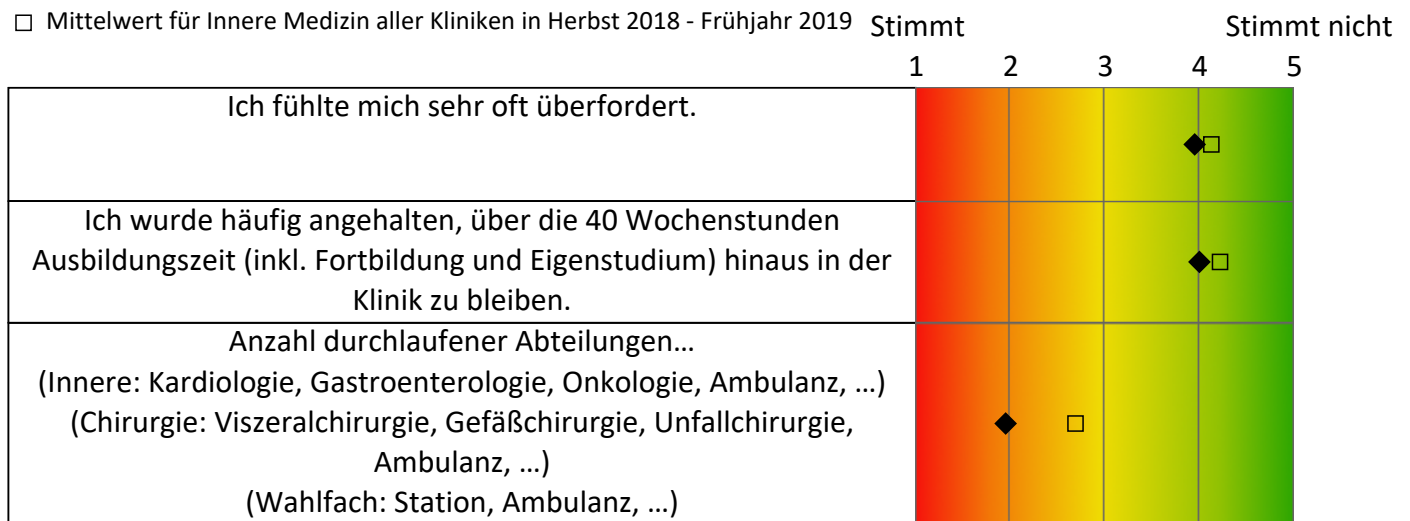 □ Mittelwert für Innere Medizin aller Kliniken in Herbst 2018 - Frühjahr 2019 Stimmt Stimmt nicht
1 2 3 4 5
Ich fühlte mich sehr oft überfordert.
Ich wurde häufig angehalten, über die 40 Wochenstunden
Ausbildungszeit (inkl. Fortbildung und Eigenstudium) hinaus in der
Klinik zu bleiben.
Anzahl durchlaufener Abteilungen…
(Innere: Kardiologie, Gastroenterologie, Onkologie, Ambulanz, …)
(Chirurgie: Viszeralchirurgie, Gefäßchirurgie, Unfallchirurgie,
Ambulanz, …)
(Wahlfach: Station, Ambulanz, …)